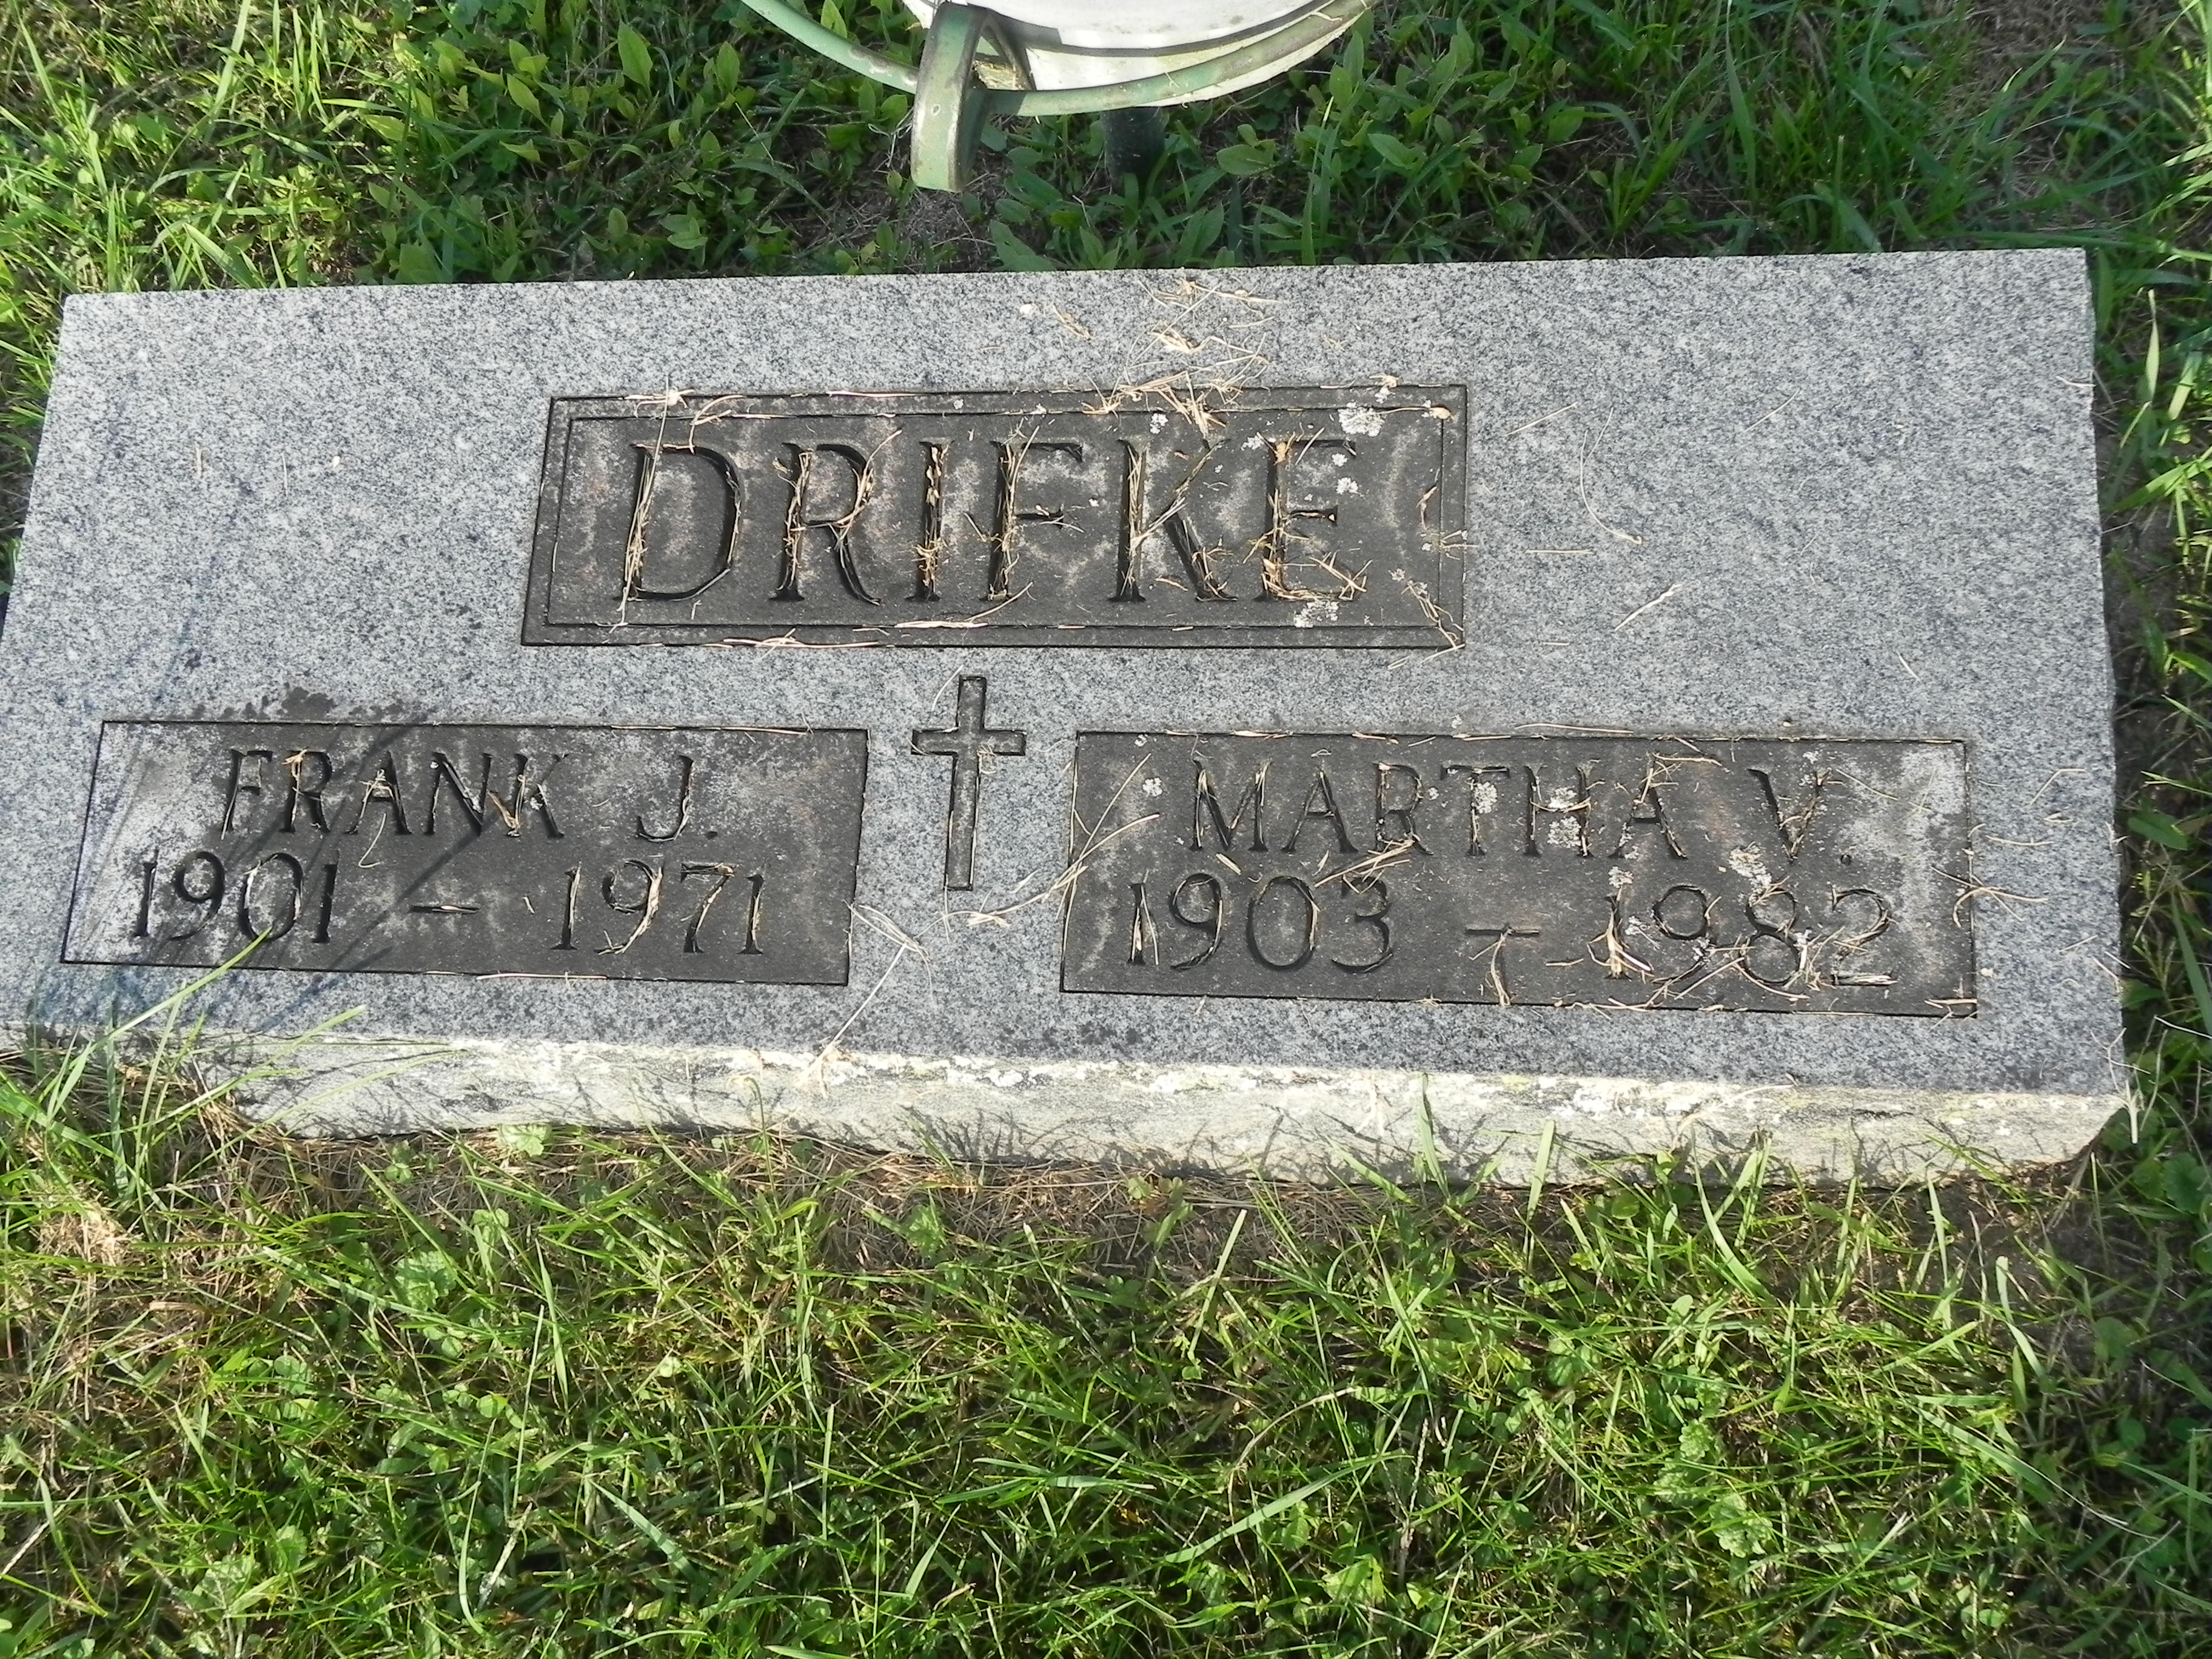 DRIFKE
FRANK J.
1901 - 1971
MARTHA V.
1903 - 1982